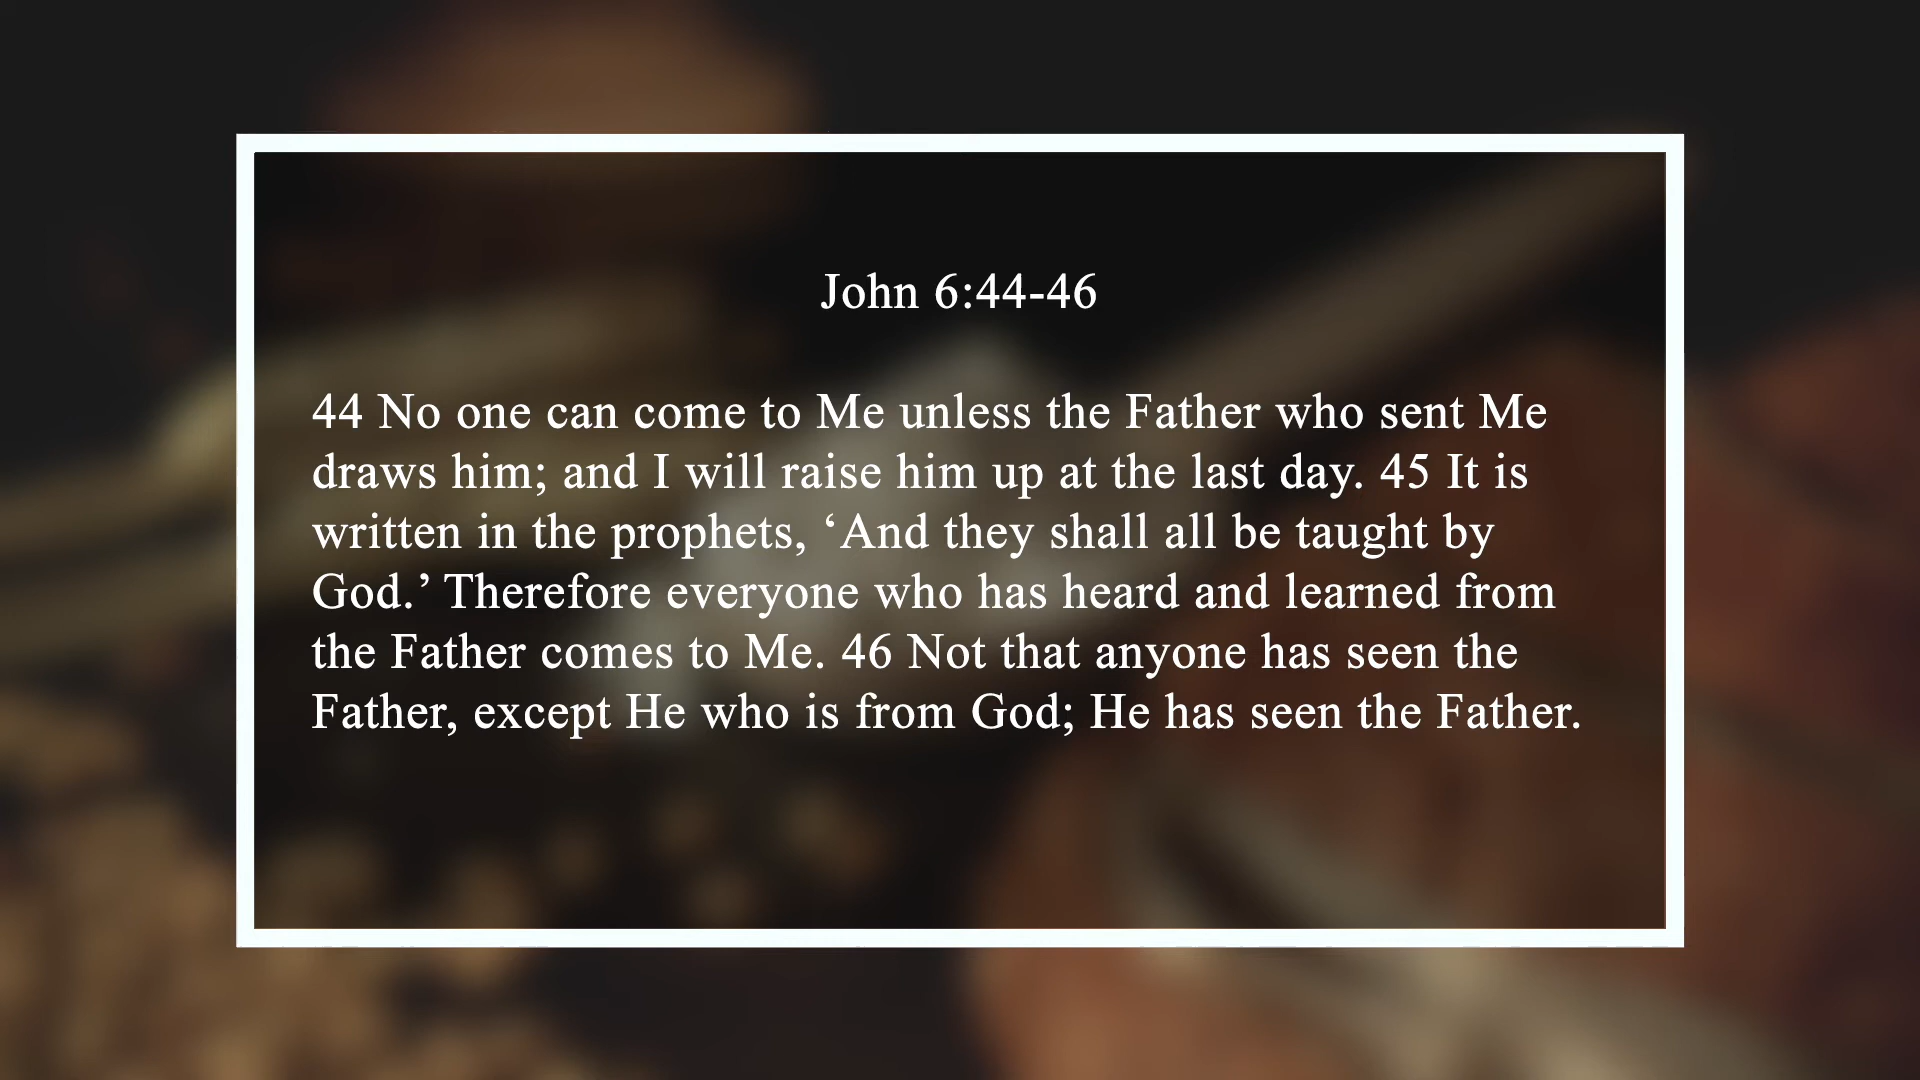 John 6:44-46
44 No one can come to Me unless the Father who sent Me
draws him; and I will raise him up at the last day. 45 It is
written in the prophets, ‘And they shall all be taught by
God.’ Therefore everyone who has heard and learned from
the Father comes to Me. 46 Not that anyone has seen the
Father, except He who is from God; He has seen the Father.